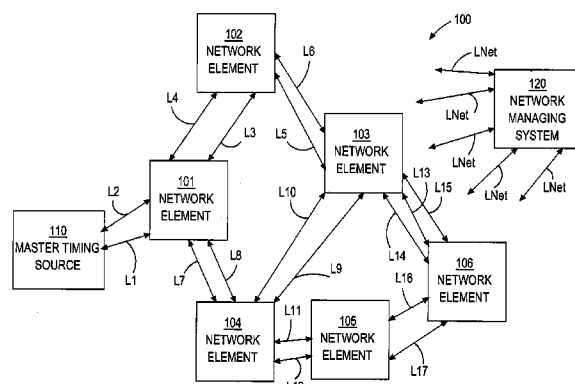 100
102
NETWORK
ELEMENT
L6
LNet
120
NETWORK
MANAGING
SYSTEM
LNet
LNet
LNet
LNet
LNet
L4
L3
L5
103
NETWORK
ELEMENT
L13
L15
L2
101
NETWORK
ELEMENT
L10
110
MASTER TIMING
SOURCE
L1
L7
L8
L9
L14
106
NETWORK
ELEMENT
L16
104
NETWORK
ELEMENT
L11
105
NETWORK
ELEMENT
L17